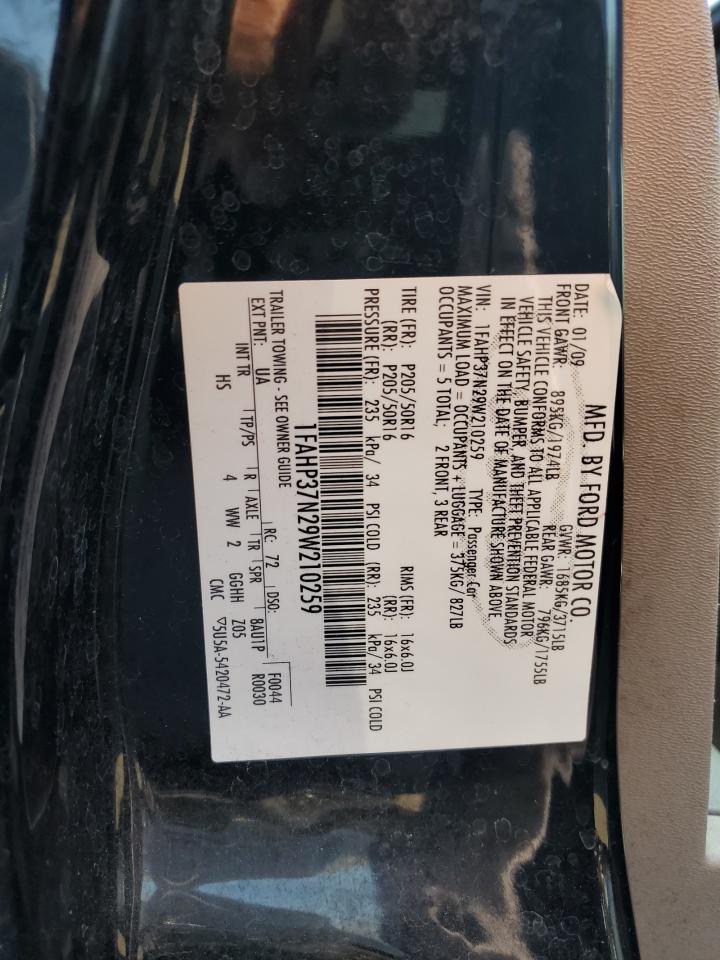 MFD. BY FORD MOTOR CO.
DATE: 01/09 GVWR: 1685KG/3715LB
FRONT GAWR: 895KG/1974LB REAR GAWR: 796KG/1755LB
THIS VEHICLE CONFORMS TO ALL APPLICABLE FEDERAL MOTOR
VEHICLE SAFETY, BUMPER, AND THEFT PREVENTION STANDARDS
IN EFFECT ON THE DATE OF MANUFACTURE SHOWN ABOVE.
VIN: 1FAHP37N29W210259 TYPE: Passenger Car
MAXIMUM LOAD = OCCUPANTS + LUGGAGE = 375KG/827LB
OCCUPANTS = 5 TOTAL; 2 FRONT, 3 REAR
TIRE (FR): P205/50R16 RIMS (FR): 16x6.0J
(RR): P205/50R16 (RR): 16x6.0J
PRESSURE (FR): 235 kPa/ 34 PSI COLD (RR): 235 kPa/ 34 PSI COLD
1FAHP37N29W210259
TRAILER TOWING - SEE OWNER GUIDE
EXT PNT: UA RC: 72 DSO: F0044
INT TR TP/PS R AXLE TR SPR 8AU1P R0030
HS 4 WW 2 GGHH Z05
CMC ▽5U5A-5420472-AA